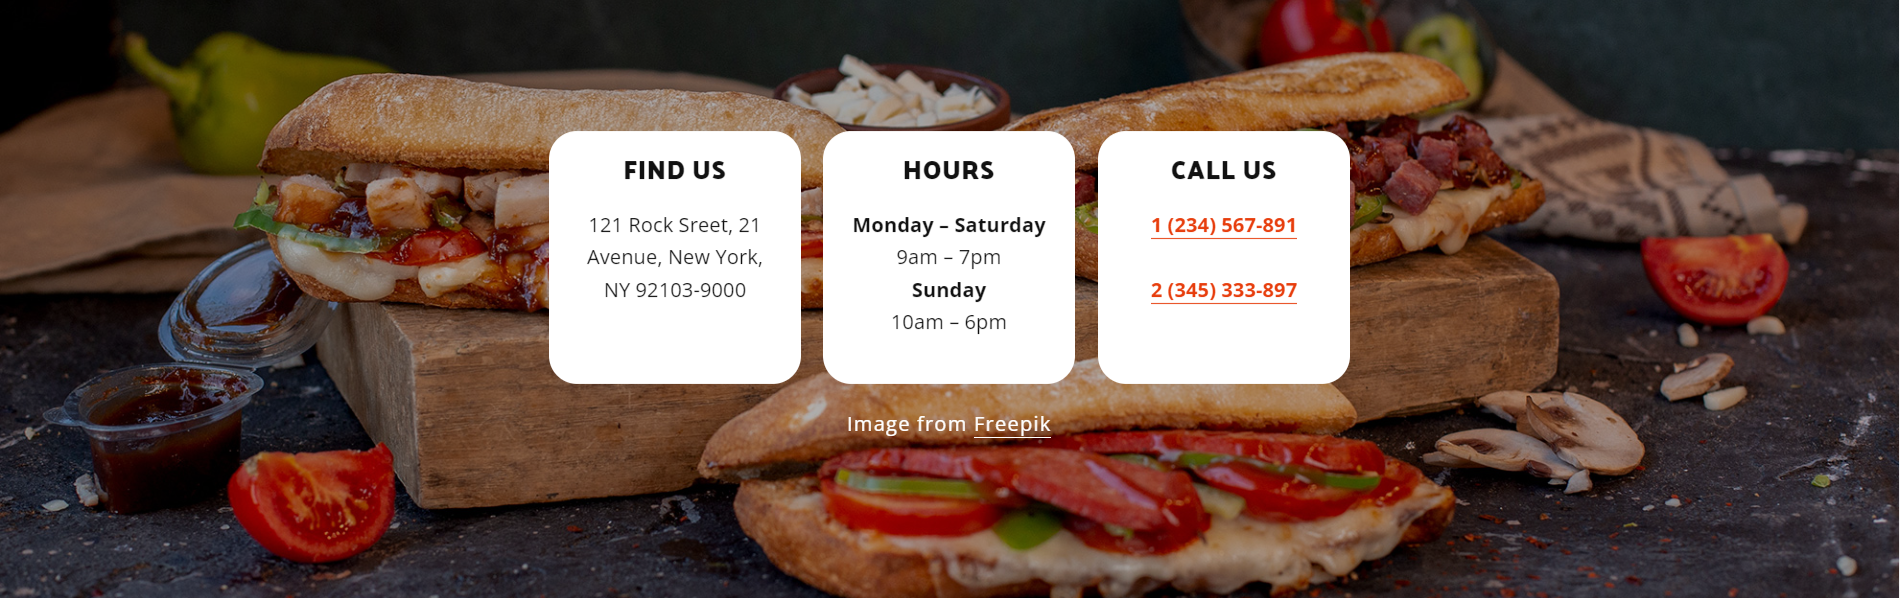 FIND US
121 Rock Sreet, 21
Avenue, New York,
NY 92103-9000
HOURS
Monday – Saturday
9am – 7pm
Sunday
10am – 6pm
CALL US
1 (234) 567-891
2 (345) 333-897
Image from Freepik